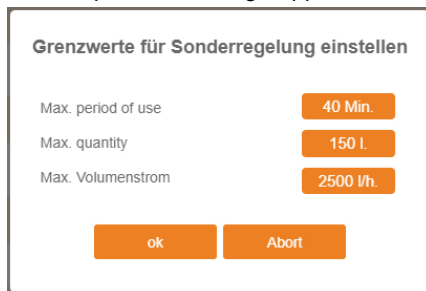 Grenzwerte für Sonderregelung einstellen
Max. period of use 40 Min.
Max. quantity 150 l.
Max. Volumenstrom 2500 l/h.
ok Abort